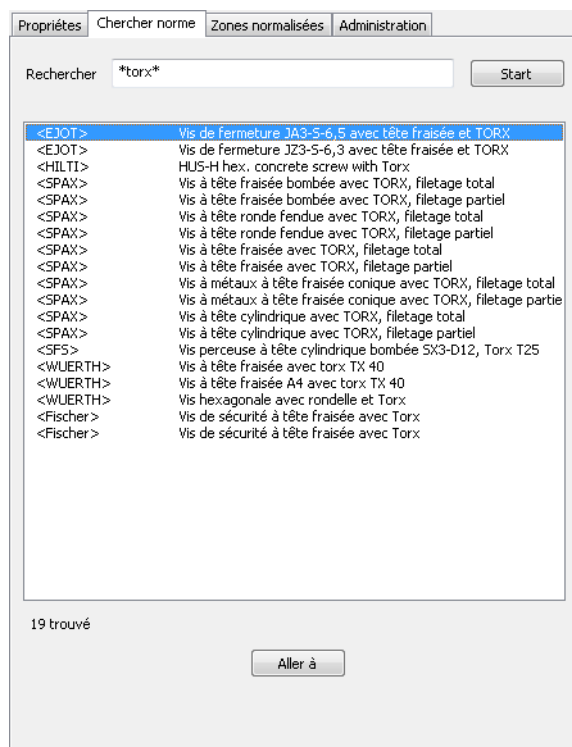 Propriétes Chercher norme Zones normalisées Administration
Rechercher *torx* Start
<EJOT> Vis de fermeture JA3-S-6,5 avec tête fraisée et TORX
<EJOT> Vis de fermeture JZ3-S-6,3 avec tête fraisée et TORX
<HILTI> HUS-H hex. concrete screw with Torx
<SPAX> Vis à tête fraisée bombée avec TORX, filetage total
<SPAX> Vis à tête fraisée bombée avec TORX, filetage partiel
<SPAX> Vis à tête ronde fendue avec TORX, filetage total
<SPAX> Vis à tête ronde fendue avec TORX, filetage partiel
<SPAX> Vis à tête fraisée avec TORX, filetage total
<SPAX> Vis à tête fraisée avec TORX, filetage partiel
<SPAX> Vis à métaux à tête fraisée conique avec TORX, filetage total
<SPAX> Vis à métaux à tête fraisée conique avec TORX, filetage partie
<SPAX> Vis à tête cylindrique avec TORX, filetage total
<SPAX> Vis à tête cylindrique avec TORX, filetage partiel
<SFS> Vis perceuse à tête cylindrique bombée SX3-D12, Torx T25
<WUERTH> Vis à tête fraisée avec torx TX 40
<WUERTH> Vis à tête fraisée A4 avec torx TX 40
<WUERTH> Vis hexagonale avec rondelle et Torx
<Fischer> Vis de sécurité à tête fraisée avec Torx
<Fischer> Vis de sécurité à tête fraisée avec Torx
19 trouvé
Aller à